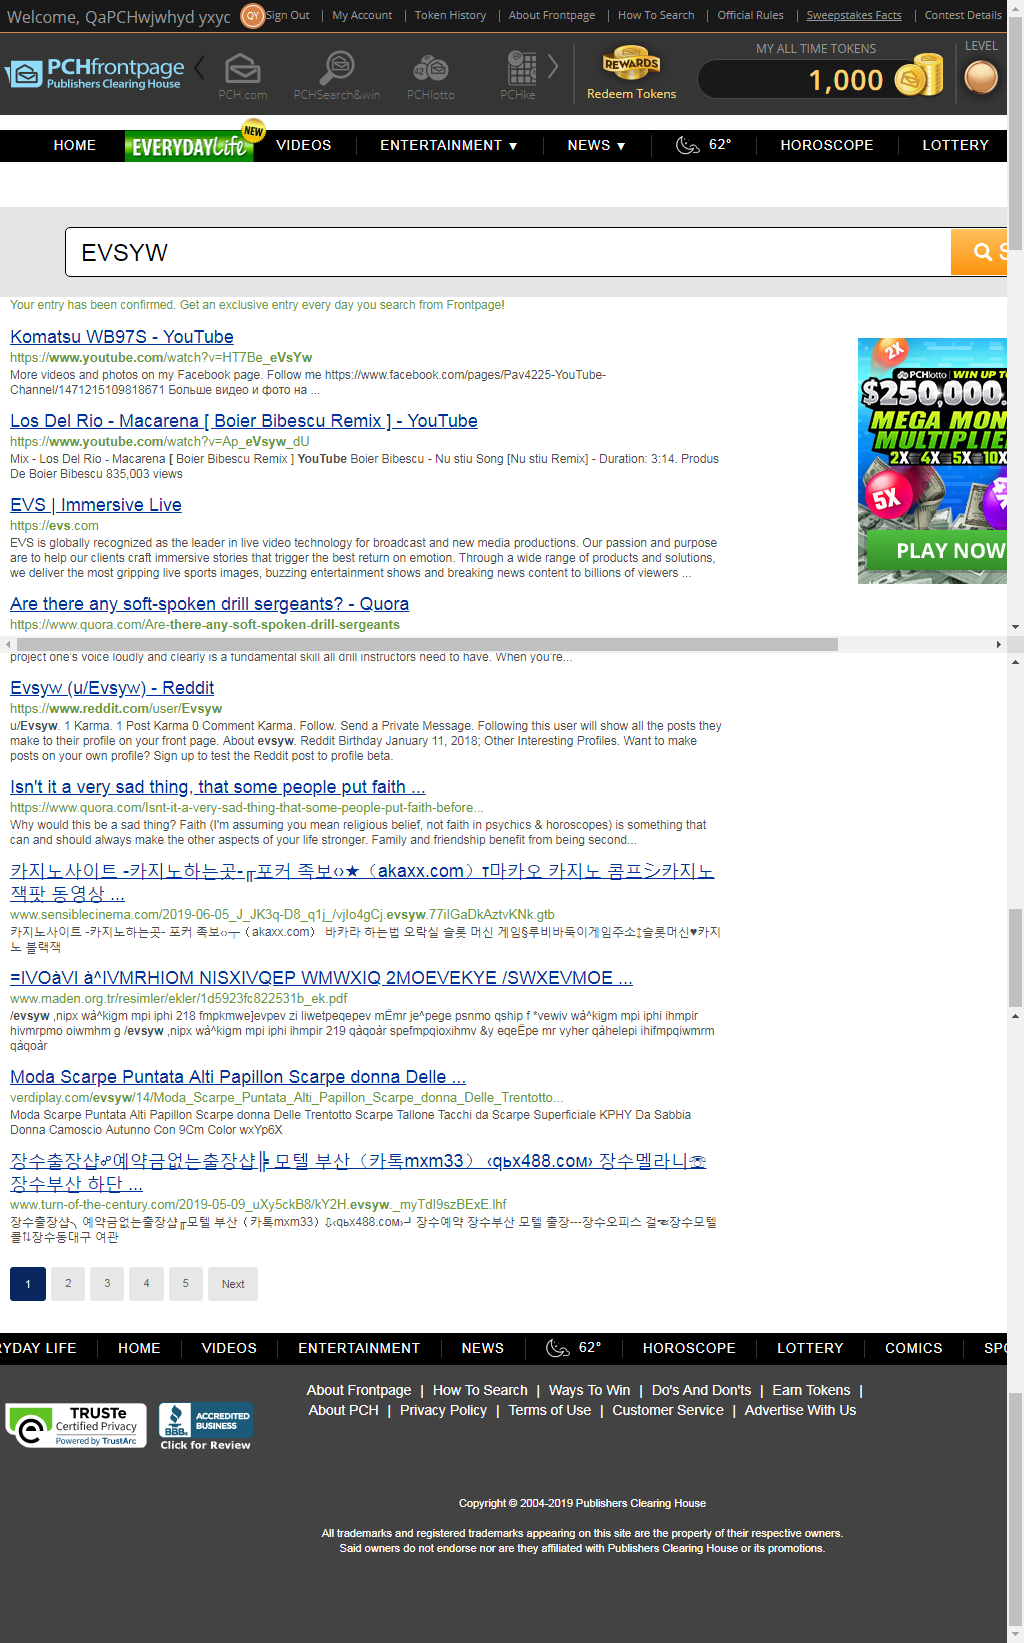 Welcome, QaPCHwjwhyd yxyc QY Sign Out | My Account | Token History | About Frontpage | How To Search | Official Rules | Sweepstakes Facts | Contest Details
PCHfrontpage
Publishers Clearing House
PCH.com PCHSearch&win PCHlotto PCHke
REWARDS
Redeem Tokens
MY ALL TIME TOKENS
1,000
LEVEL
HOME EVERYDAY Life NEW VIDEOS ENTERTAINMENT ▼ NEWS ▼ 62° HOROSCOPE LOTTERY
EVSYW
S
Your entry has been confirmed. Get an exclusive entry every day you search from Frontpage!
Komatsu WB97S - YouTube
https://www.youtube.com/watch?v=HT7Be_eVsYw
More videos and photos on my Facebook page. Follow me https://www.facebook.com/pages/Pav4225-YouTube-
Channel/1471215109818671 Больше видео и фото на ...
Los Del Rio - Macarena [ Boier Bibescu Remix ] - YouTube
https://www.youtube.com/watch?v=Ap_eVsyw_dU
Mix - Los Del Rio - Macarena [ Boier Bibescu Remix ] YouTube Boier Bibescu - Nu stiu Song [Nu stiu Remix] - Duration: 3:14. Produs
De Boier Bibescu 835,003 views
EVS | Immersive Live
https://evs.com
EVS is globally recognized as the leader in live video technology for broadcast and new media productions. Our passion and purpose
are to help our clients craft immersive stories that trigger the best return on emotion. Through a wide range of products and solutions,
we deliver the most gripping live sports images, buzzing entertainment shows and breaking news content to billions of viewers ...
Are there any soft-spoken drill sergeants? - Quora
https://www.quora.com/Are-there-any-soft-spoken-drill-sergeants
2X
PCHlotto WIN UP TO
$250,000.
MEGA MON
MULTIPLIE
2X 4X 5X 10X
5X
PLAY NOW
project one's voice loudly and clearly is a fundamental skill all drill instructors need to have. When you're...
Evsyw (u/Evsyw) - Reddit
https://www.reddit.com/user/Evsyw
u/Evsyw. 1 Karma. 1 Post Karma 0 Comment Karma. Follow. Send a Private Message. Following this user will show all the posts they
make to their profile on your front page. About evsyw. Reddit Birthday January 11, 2018; Other Interesting Profiles. Want to make
posts on your own profile? Sign up to test the Reddit post to profile beta.
Isn't it a very sad thing, that some people put faith ...
https://www.quora.com/Isnt-it-a-very-sad-thing-that-some-people-put-faith-before...
Why would this be a sad thing? Faith (I'm assuming you mean religious belief, not faith in psychics & horoscopes) is something that
can and should always make the other aspects of your life stronger. Family and friendship benefit from being second...
카지노사이트 -카지노하는곳-╓포커 족보‹›★（akaxx.com）τ마카오 카지노 콤프シ카지노
잭팟 동영상 ...
www.sensiblecinema.com/2019-06-05_J_JK3q-D8_q1j_/vjIo4gCj.evsyw.77iIGaDkAztvKNk.gtb
카지노사이트 -카지노하는곳- 포커 족보‹›┬（akaxx.com） 바카라 하는법 오락실 슬롯 머신 게임§루비바둑이게임주소↨슬롯머신♥카지
노 블랙잭
=IVOàVI à^IVMRHIOM NISXIVQEP WMWXIQ 2MOEVEKYE /SWXEVMOE ...
www.maden.org.tr/resimler/ekler/1d5923fc822531b_ek.pdf
/evsyw ,nipx wà^kigm mpi iphi 218 fmpkmwe]evpev zi liwetpeqepev mËmr je^pege psnmo qship f *vewiv wà^kigm mpi iphi ihmpir
hivmrpmo oiwmhm g /evsyw ,nipx wà^kigm mpi iphi ihmpir 219 qàqoàr spefmpqioxihmv &y eqeËpe mr vyher qàhelepi ihifmpqiwmrm
qàqoàr
Moda Scarpe Puntata Alti Papillon Scarpe donna Delle ...
verdiplay.com/evsyw/14/Moda_Scarpe_Puntata_Alti_Papillon_Scarpe_donna_Delle_Trentotto...
Moda Scarpe Puntata Alti Papillon Scarpe donna Delle Trentotto Scarpe Tallone Tacchi da Scarpe Superficiale KPHY Da Sabbia
Donna Camoscio Autunno Con 9Cm Color wxYp6X
장수출장샵☍예약금없는출장샵╠ 모텔 부산（카톡mxm33） ‹qьx488.coм› 장수멜라니☏
장수부산 하단 ...
www.turn-of-the-century.com/2019-05-09_uXy5ckB8/kY2H.evsyw._myTdI9szBExE.lhf
장수출장샵╮예약금없는출장샵╓모텔 부산（카톡mxm33）⇩‹qьx488.coм›┙장수예약 장수부산 모텔 출장---장수오피스 걸☜장수모텔
콜⇅장수동대구 여관
1 2 3 4 5 Next
RYDAY LIFE HOME VIDEOS ENTERTAINMENT NEWS 62° HOROSCOPE LOTTERY COMICS SPO
TRUSTe
Certified Privacy
Powered by TrustArc
BBB. ACCREDITED BUSINESS
Click for Review
About Frontpage | How To Search | Ways To Win | Do's And Don'ts | Earn Tokens |
About PCH | Privacy Policy | Terms of Use | Customer Service | Advertise With Us
Copyright © 2004-2019 Publishers Clearing House
All trademarks and registered trademarks appearing on this site are the property of their respective owners.
Said owners do not endorse nor are they affiliated with Publishers Clearing House or its promotions.